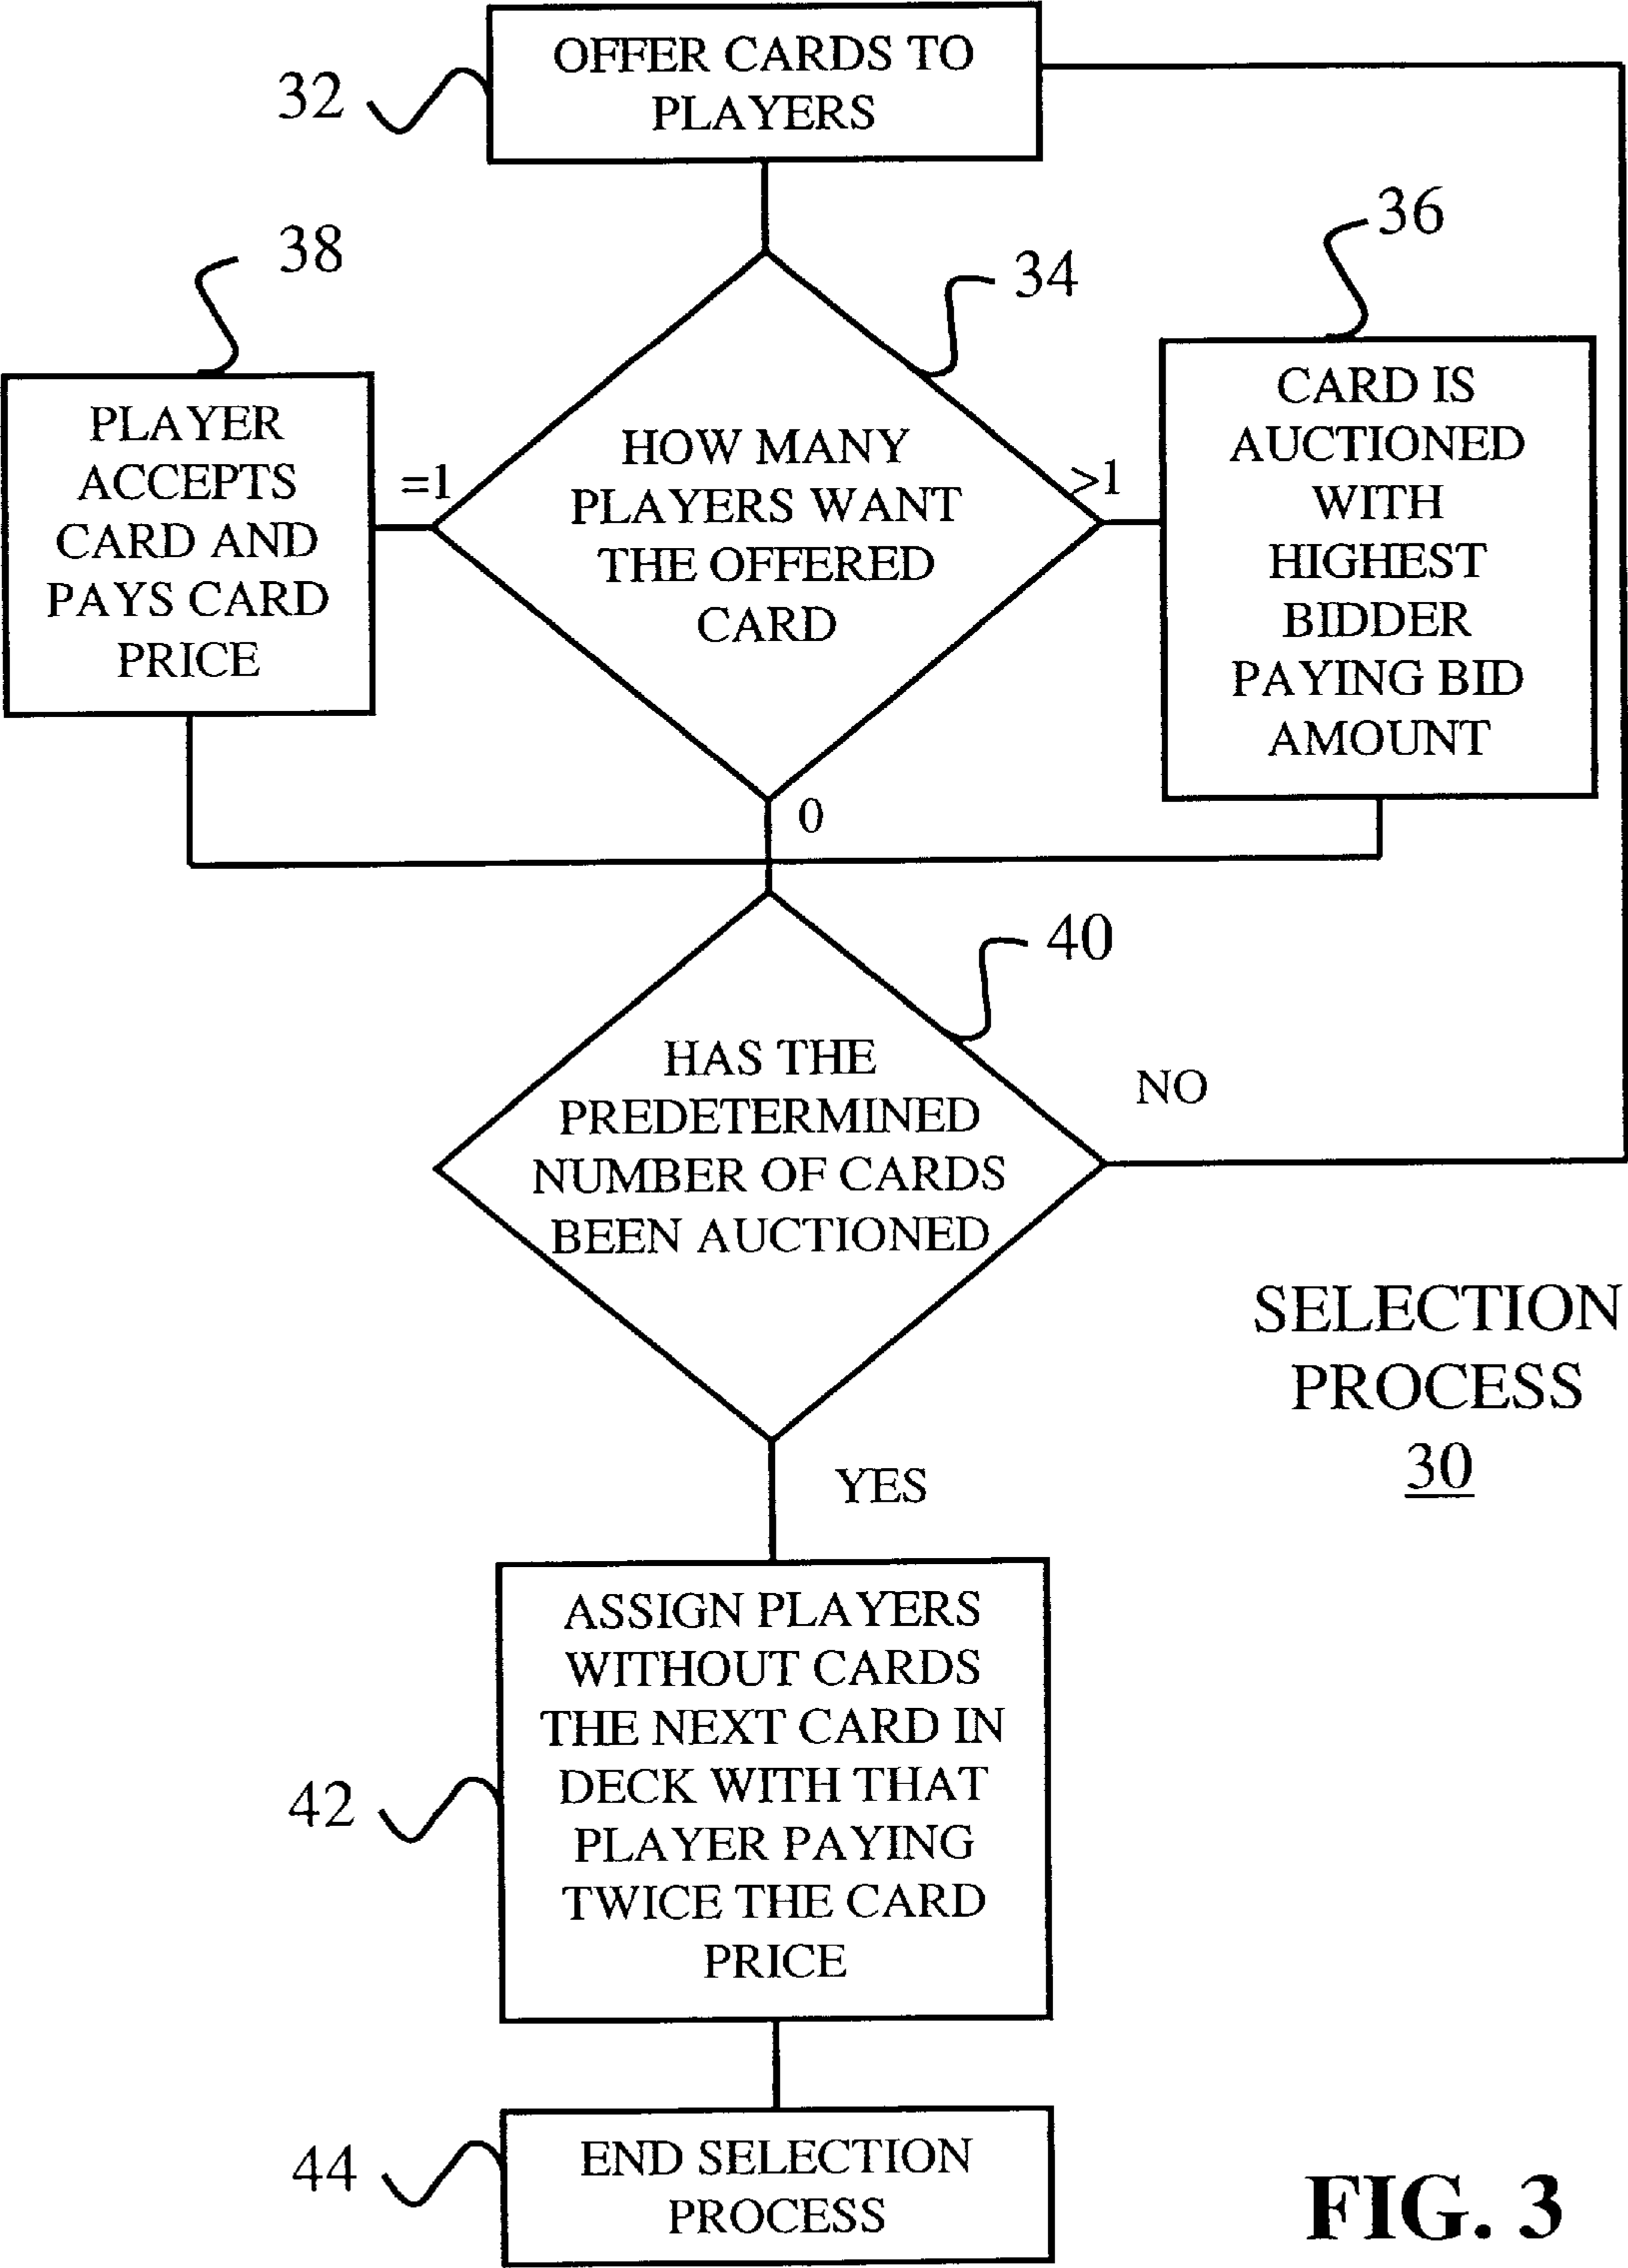 OFFER CARDS TO
PLAYERS
32
38
34
36
PLAYER
ACCEPTS
CARD AND
PAYS CARD
PRICE
=1
HOW MANY
PLAYERS WANT
THE OFFERED
CARD
>1
CARD IS
AUCTIONED
WITH
HIGHEST
BIDDER
PAYING BID
AMOUNT
0
40
HAS THE
PREDETERMINED
NUMBER OF CARDS
BEEN AUCTIONED
NO
SELECTION
PROCESS
30
YES
ASSIGN PLAYERS
WITHOUT CARDS
THE NEXT CARD IN
DECK WITH THAT
PLAYER PAYING
TWICE THE CARD
PRICE
42
44
END SELECTION
PROCESS
FIG. 3